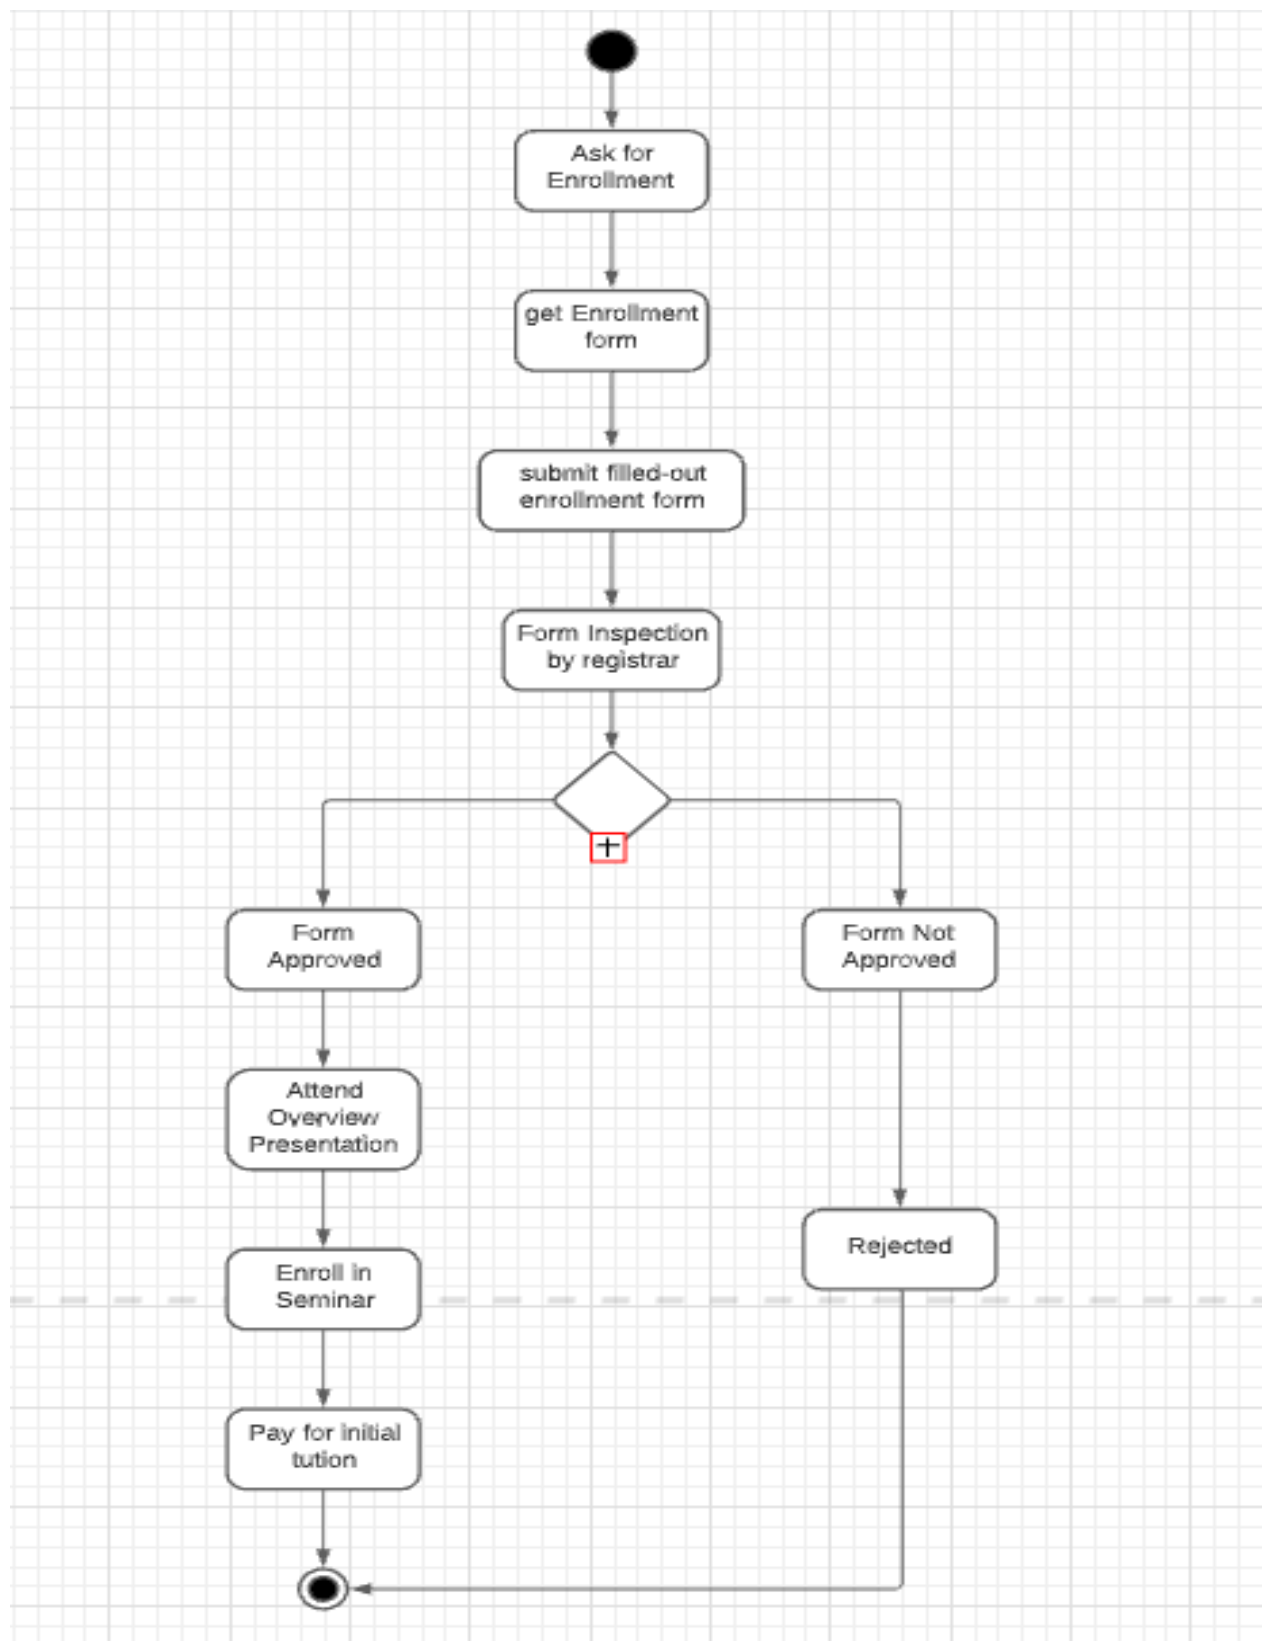 Ask for
Enrollment
get Enrollment
form
submit filled-out
enrollment form
Form Inspection
by registrar
+
Form
Approved
Form Not
Approved
Attend
Overview
Presentation
Rejected
Enroll in
Seminar
Pay for initial
tution